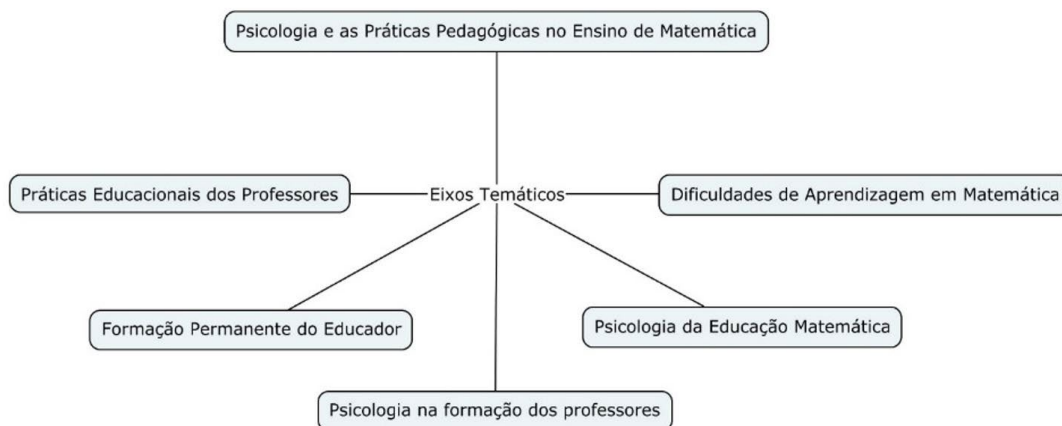 Psicologia e as Práticas Pedagógicas no Ensino de Matemática
Práticas Educacionais dos Professores
Eixos Temáticos
Dificuldades de Aprendizagem em Matemática
Formação Permanente do Educador
Psicologia da Educação Matemática
Psicologia na formação dos professores